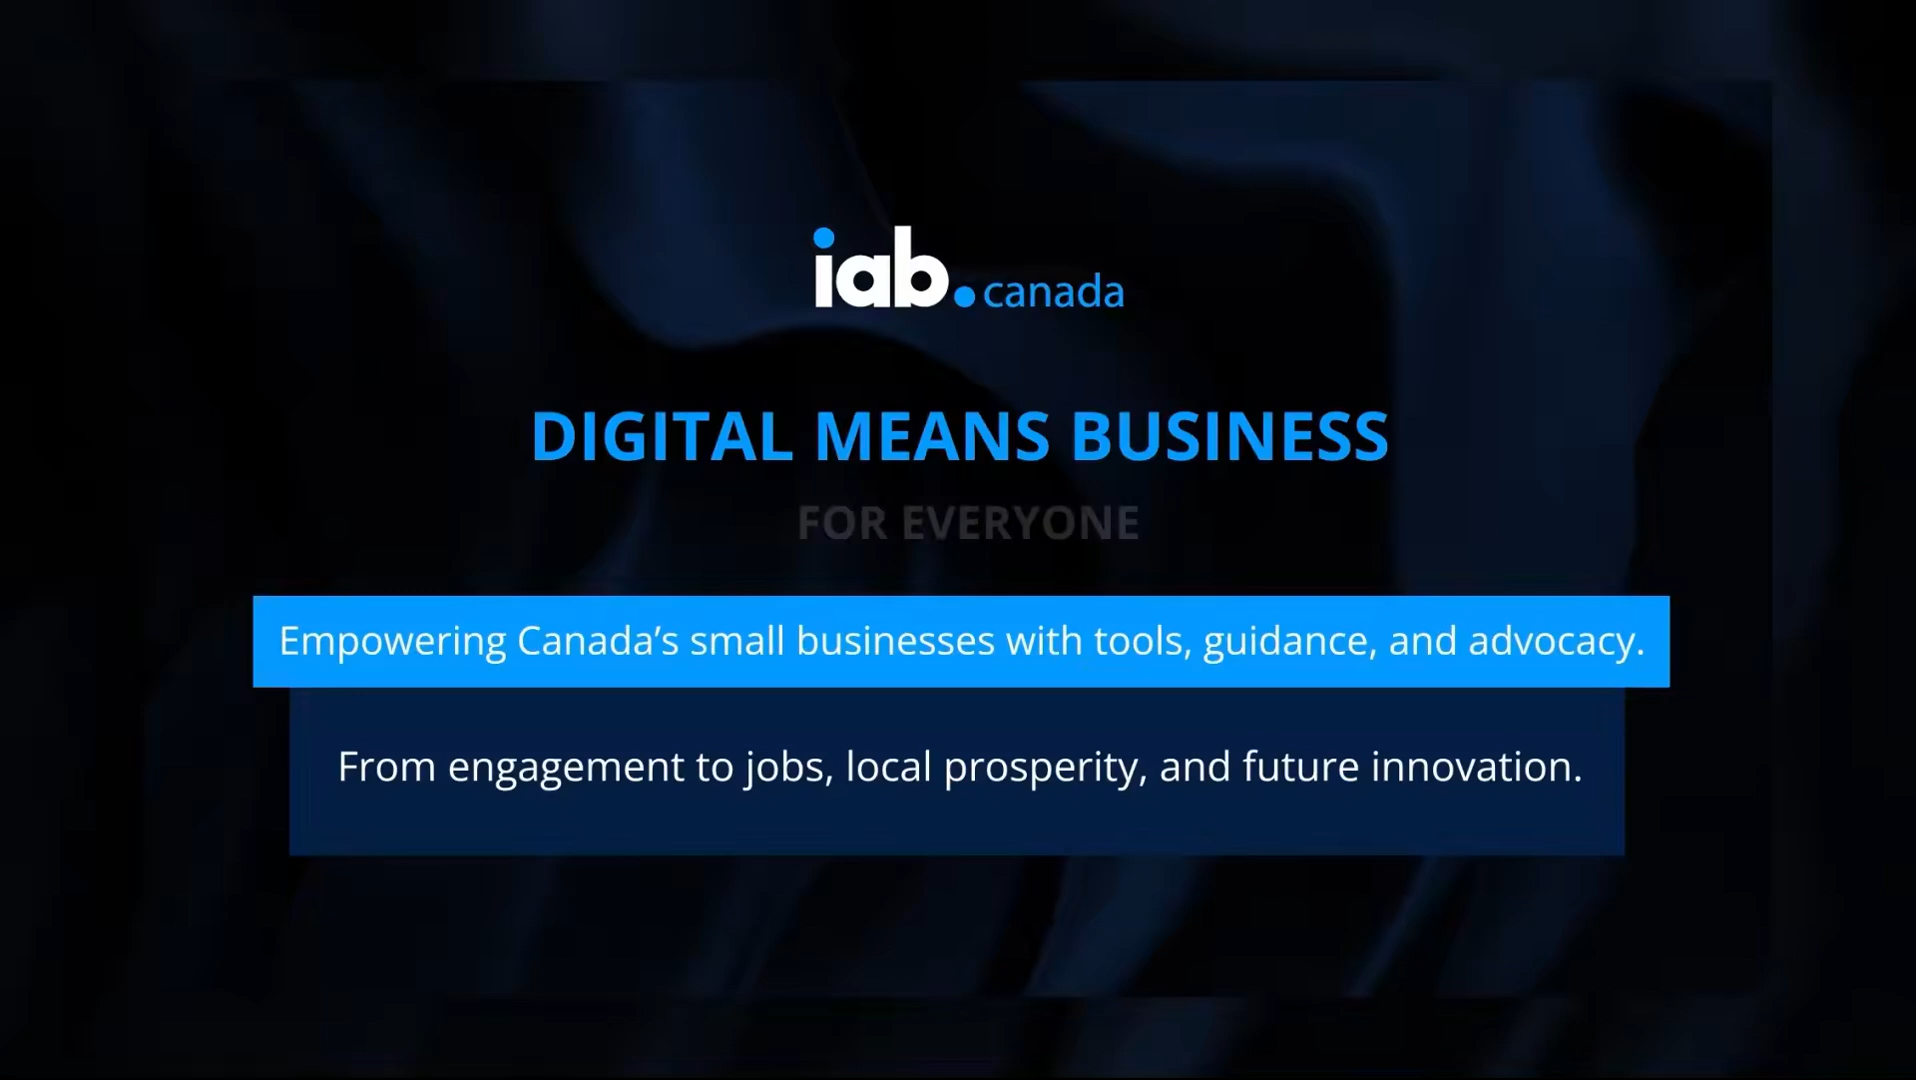 iab.canada
DIGITAL MEANS BUSINESS
FOR EVERYONE
Empowering Canada’s small businesses with tools, guidance, and advocacy.
From engagement to jobs, local prosperity, and future innovation.